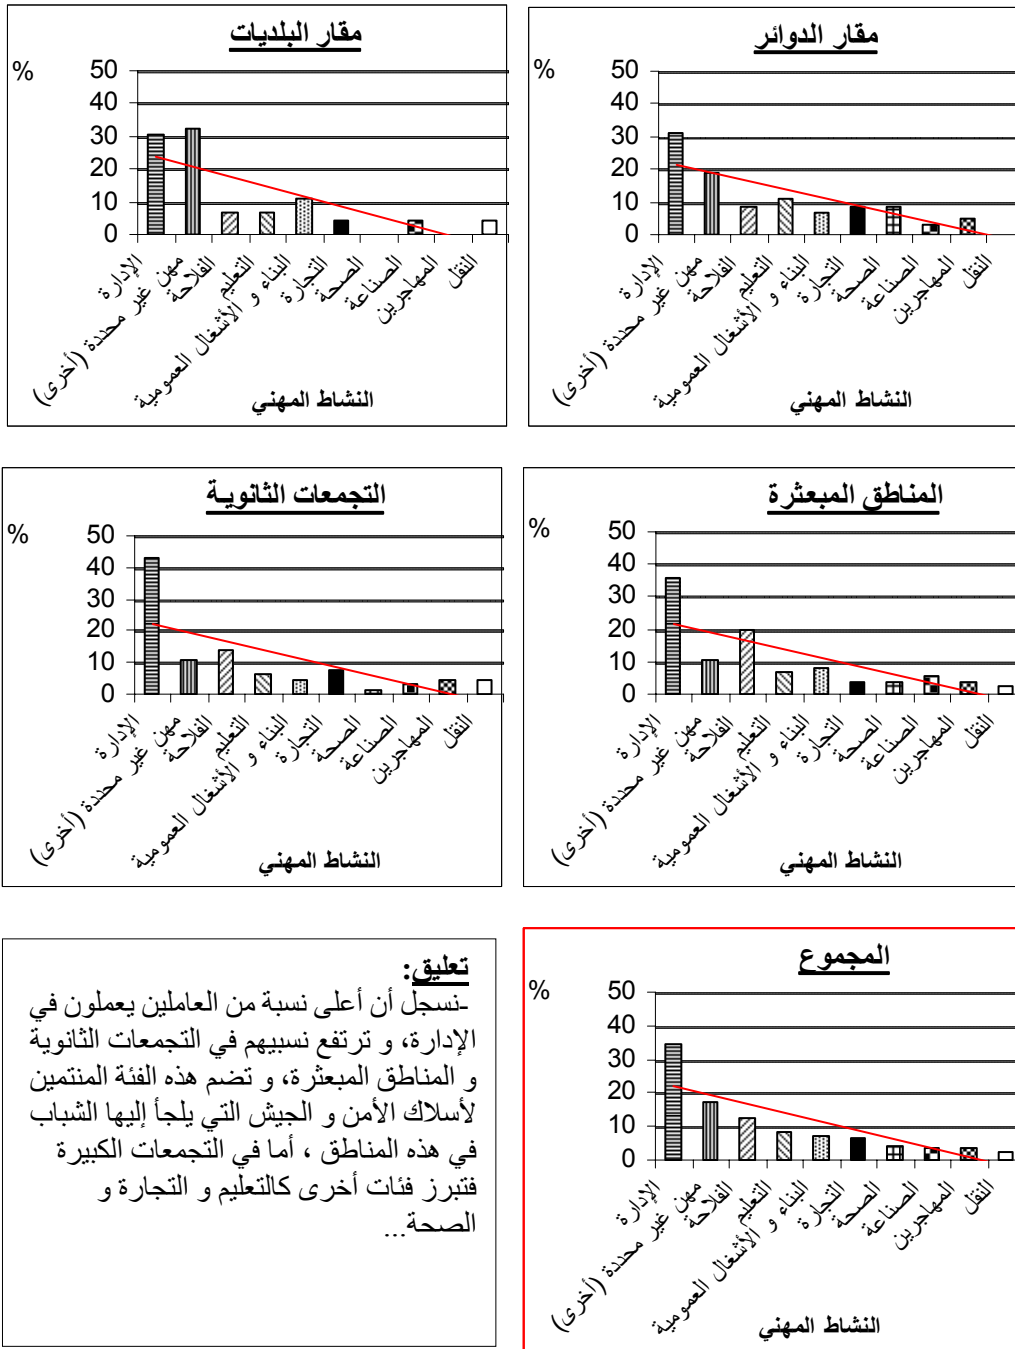 مقار الدوائر
%
50
40
30
20
10
0
الإدارة
مهن غير محددة (أخرى)
الفلاحة
التعليم
البناء و الأشغال العمومية
التجارة
الصحة
الصناعة
المهاجرين
النقل
النشاط المهني
مقار البلديات
%
50
40
30
20
10
0
الإدارة
مهن غير محددة (أخرى)
الفلاحة
التعليم
البناء و الأشغال العمومية
التجارة
الصحة
الصناعة
المهاجرين
النقل
النشاط المهني
المناطق المبعثرة
%
50
40
30
20
10
0
الإدارة
مهن غير محددة (أخرى)
الفلاحة
التعليم
البناء و الأشغال العمومية
التجارة
الصحة
الصناعة
المهاجرين
النقل
النشاط المهني
التجمعات الثانوية
%
50
40
30
20
10
0
الإدارة
مهن غير محددة (أخرى)
الفلاحة
التعليم
البناء و الأشغال العمومية
التجارة
الصحة
الصناعة
المهاجرين
النقل
النشاط المهني
المجموع
%
50
40
30
20
10
0
الإدارة
مهن غير محددة (أخرى)
الفلاحة
التعليم
البناء و الأشغال العمومية
التجارة
الصحة
الصناعة
المهاجرين
النقل
النشاط المهني
تعليق:
-نسجل أن أعلى نسبة من العاملين يعملون في
الإدارة، و ترتفع نسبيهم في التجمعات الثانوية
و المناطق المبعثرة، و تضم هذه الفئة المنتمين
لأسلاك الأمن و الجيش التي يلجأ إليها الشباب
في هذه المناطق ، أما في التجمعات الكبيرة
فتبرز فئات أخرى كالتعليم و التجارة و
الصحة...